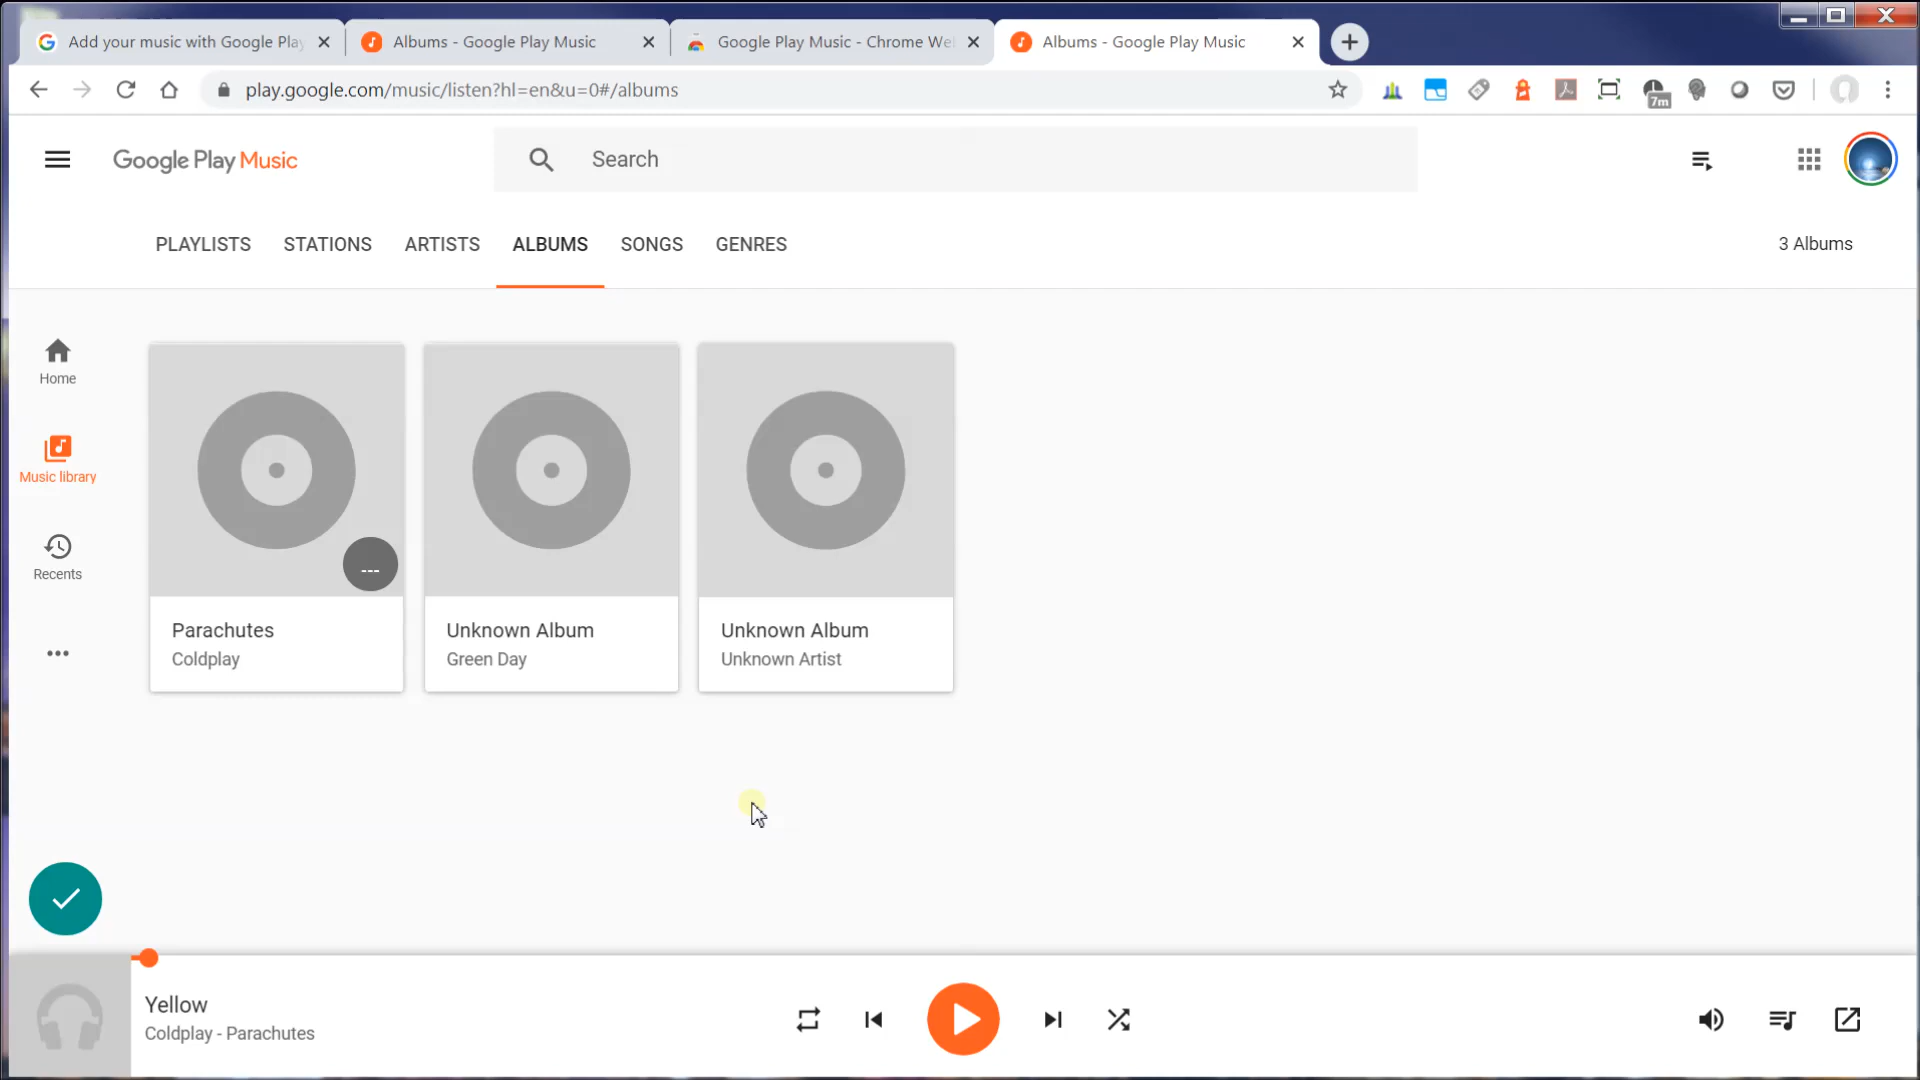 Add your music with Google Play
Albums - Google Play Music
Google Play Music - Chrome We
Albums - Google Play Music
play.google.com/music/listen?hl=en&u=0#/albums
7m
Google Play Music
Search
PLAYLISTS
STATIONS
ARTISTS
ALBUMS
SONGS
GENRES
3 Albums
Home
Music library
Recents
Parachutes
Coldplay
Unknown Album
Green Day
Unknown Album
Unknown Artist
Yellow
Coldplay - Parachutes